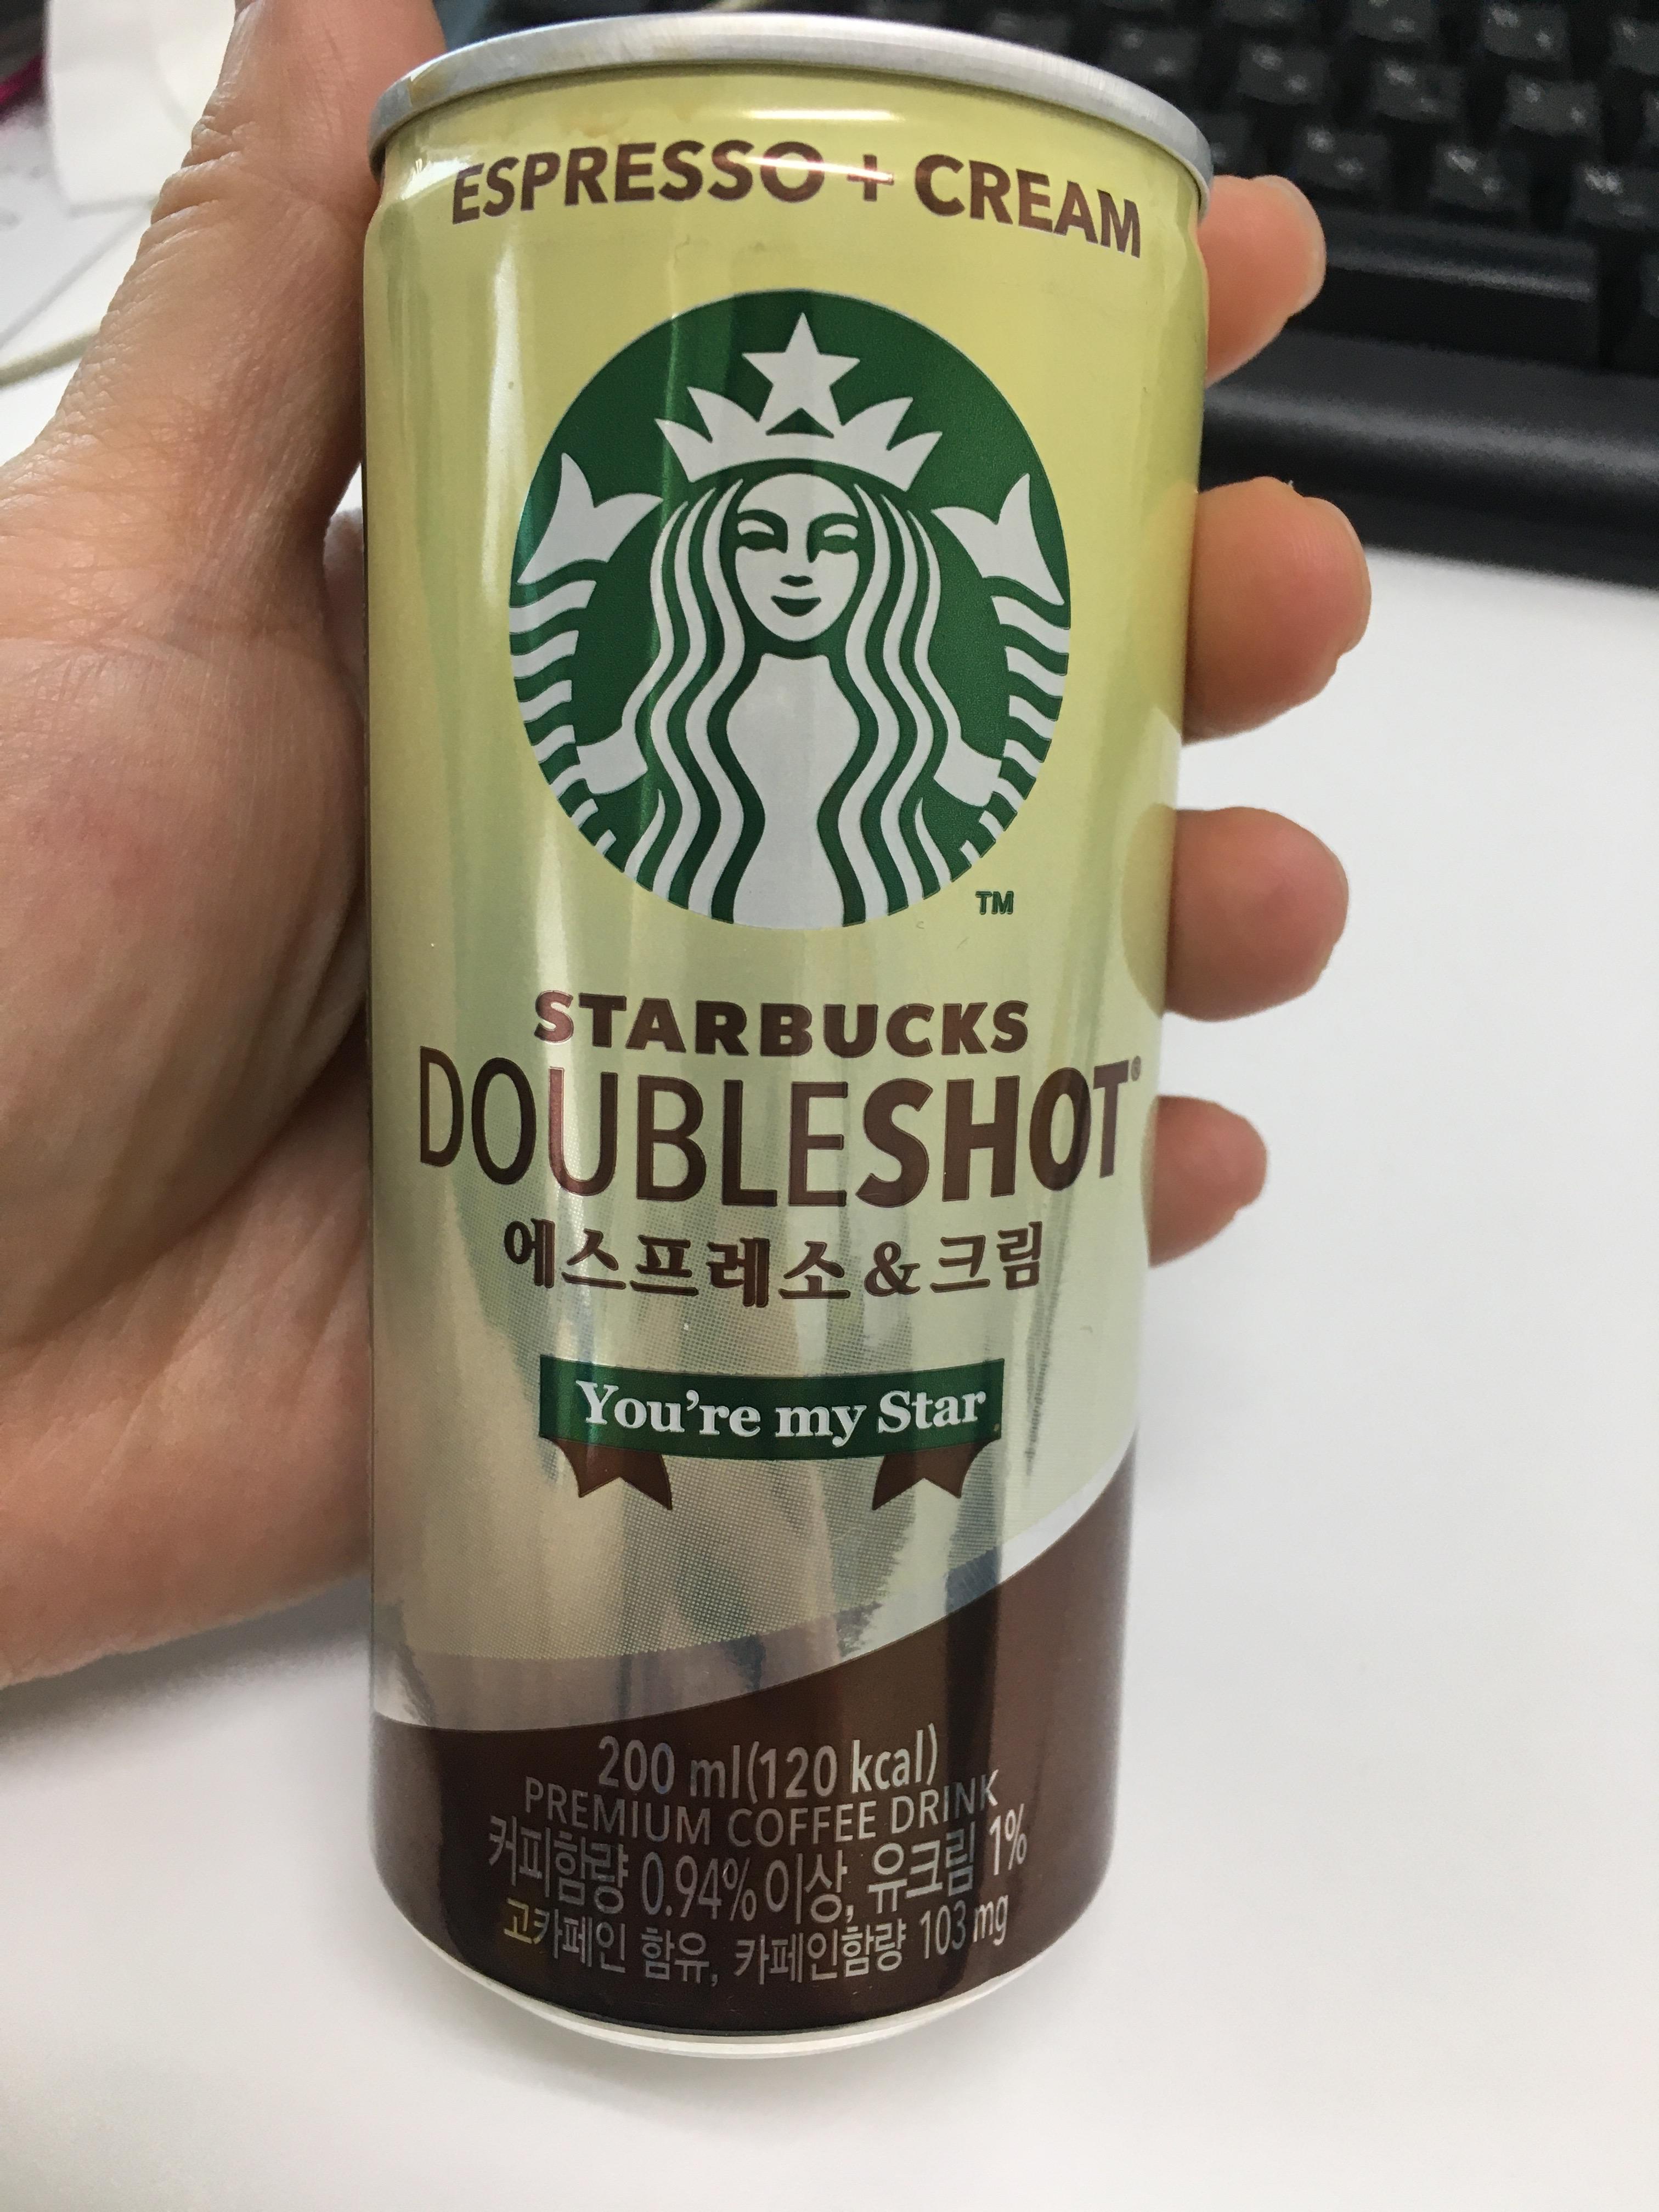 ESPRESSO + CREAM
TM
STARBUCKS
DOUBLESHOT®
에스프레소&크림
You're my Star
200 ml(120 kcal)
PREMIUM COFFEE DRINK
커피함량 0.94% 이상, 유크림 1%
고카페인 함유, 카페인함량 103 mg